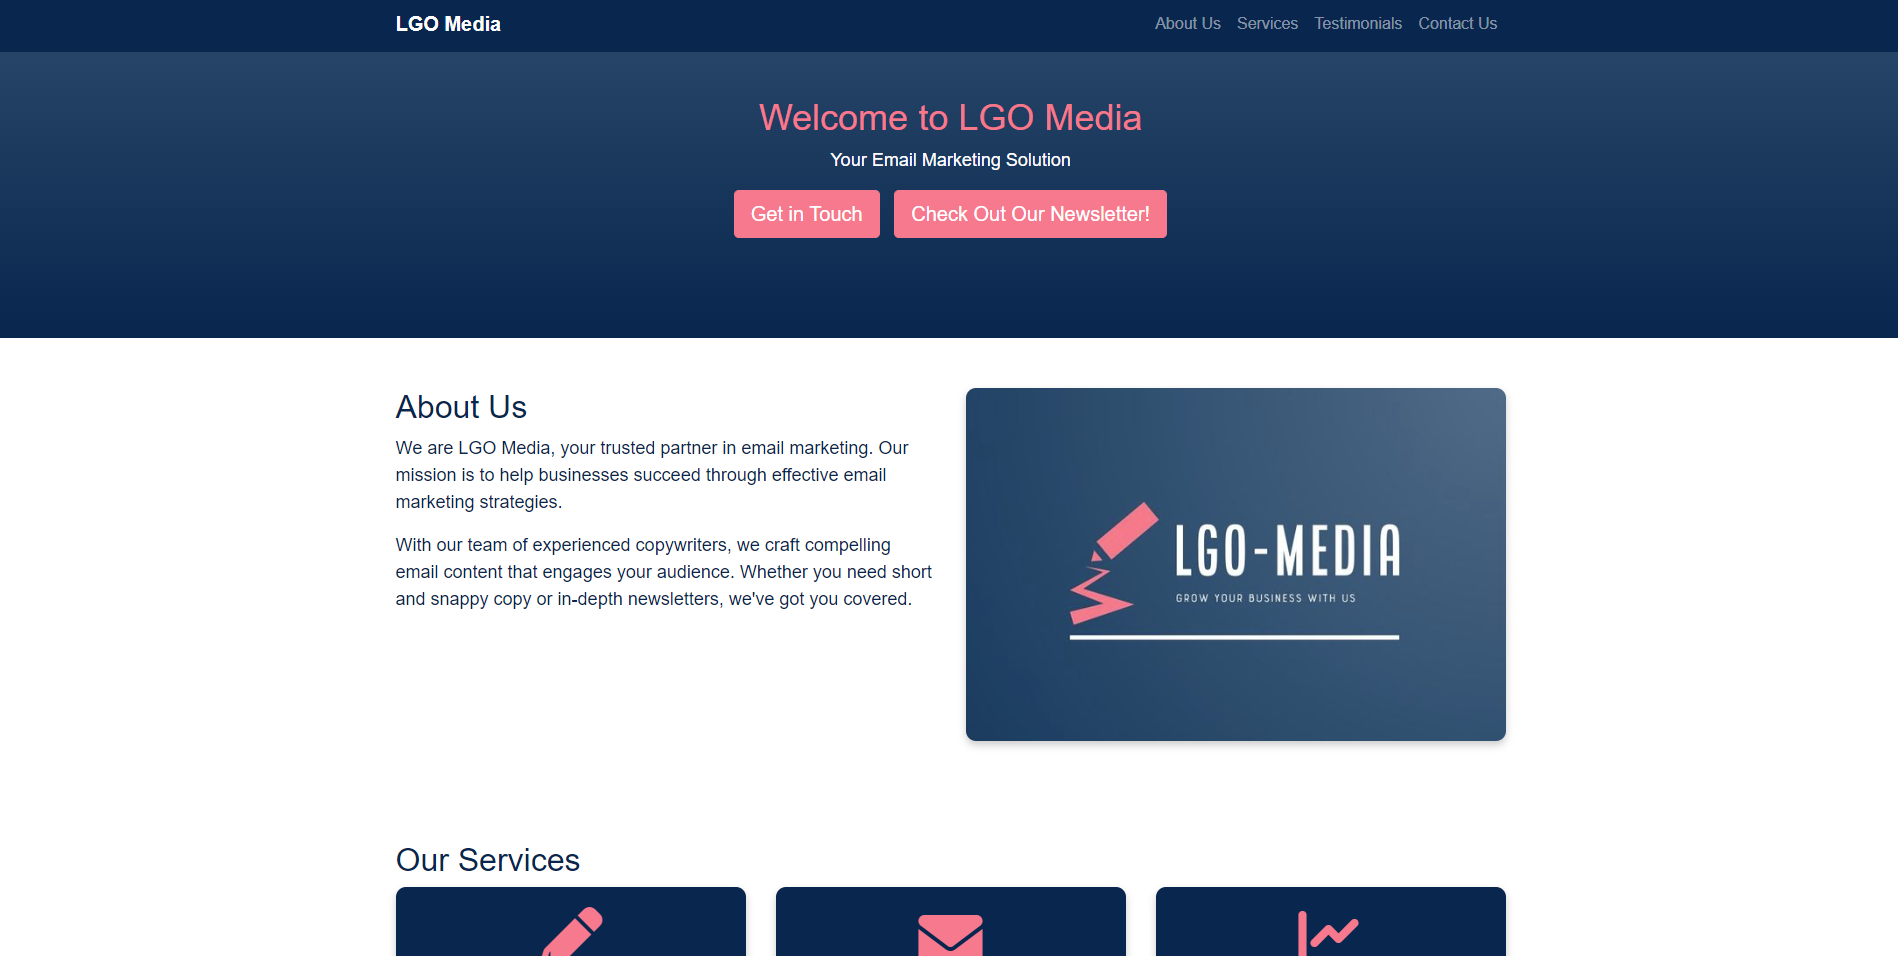 LGO Media
About Us
Services
Testimonials
Contact Us
Welcome to LGO Media
Your Email Marketing Solution
Get in Touch
Check Out Our Newsletter!
About Us
We are LGO Media, your trusted partner in email marketing. Our
mission is to help businesses succeed through effective email
marketing strategies.
With our team of experienced copywriters, we craft compelling
email content that engages your audience. Whether you need short
and snappy copy or in-depth newsletters, we've got you covered.
LGO-MEDIA
GROW YOUR BUSINESS WITH US
Our Services